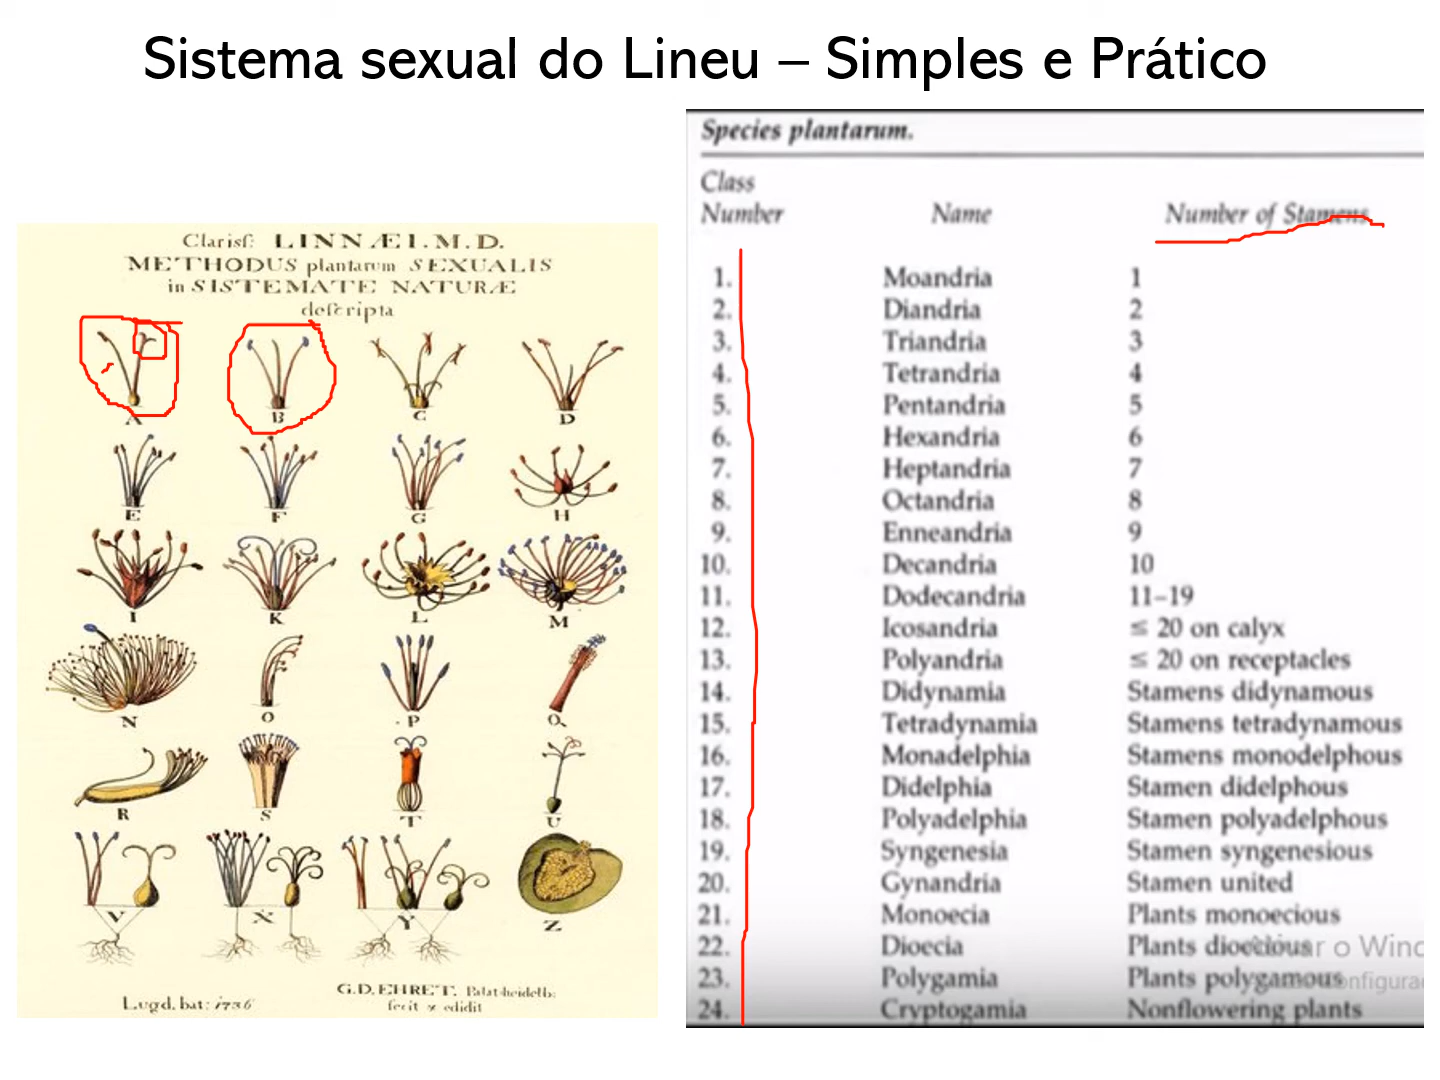 Sistema sexual do Lineu – Simples e Prático
Clarisſ: LINNÆI.M.D.
METHODUS plantarum SEXUALIS
in SISTEMATE NATURÆ
deſcripta
A B C D
E F G H
I K L M
N O P Q
R S T U
V X Y Z
Lugd. bat: 1736
G.D.EHRET. Palat-heidelb:
fecit & edidit
Species plantarum.
Class
Number Name Number of Stamens
1. Moandria 1
2. Diandria 2
3. Triandria 3
4. Tetrandria 4
5. Pentandria 5
6. Hexandria 6
7. Heptandria 7
8. Octandria 8
9. Enneandria 9
10. Decandria 10
11. Dodecandria 11–19
12. Icosandria ≤ 20 on calyx
13. Polyandria ≤ 20 on receptacles
14. Didynamia Stamens didynamous
15. Tetradynamia Stamens tetradynamous
16. Monadelphia Stamens monodelphous
17. Didelphia Stamen didelphous
18. Polyadelphia Stamen polyadelphous
19. Syngenesia Stamen syngenesious
20. Gynandria Stamen united
21. Monoecia Plants monoecious
22. Dioecia Plants dioecious
23. Polygamia Plants polygamous
24. Cryptogamia Nonflowering plants